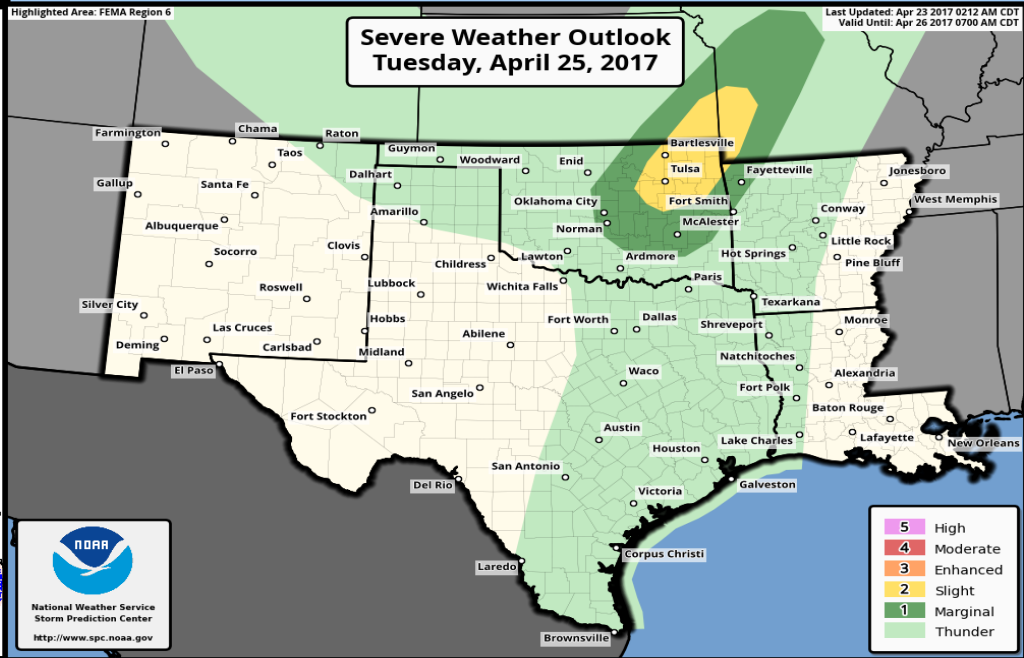 Highlighted Area: FEMA Region 6
Last Updated: Apr 23 2017 0212 AM CDT
Valid Until: Apr 26 2017 0700 AM CDT
Severe Weather Outlook
Tuesday, April 25, 2017
Farmington
Chama
Raton
Taos
Guymon
Woodward
Enid
Bartlesville
Dalhart
Tulsa
Fayetteville
Jonesboro
Gallup
Santa Fe
Amarillo
Oklahoma City
Fort Smith
West Memphis
Albuquerque
Norman
McAlester
Conway
Socorro
Clovis
Childress
Lawton
Ardmore
Hot Springs
Little Rock
Pine Bluff
Roswell
Lubbock
Wichita Falls
Paris
Texarkana
Silver City
Las Cruces
Hobbs
Abilene
Fort Worth
Dallas
Shreveport
Monroe
Deming
Carlsbad
Midland
Natchitoches
El Paso
San Angelo
Waco
Fort Polk
Alexandria
Fort Stockton
Baton Rouge
Austin
Houston
Lake Charles
Lafayette
New Orleans
San Antonio
Del Rio
Victoria
Galveston
Laredo
Corpus Christi
Brownsville
NOAA
National Weather Service
Storm Prediction Center
http://www.spc.noaa.gov
5 High
4 Moderate
3 Enhanced
2 Slight
1 Marginal
Thunder